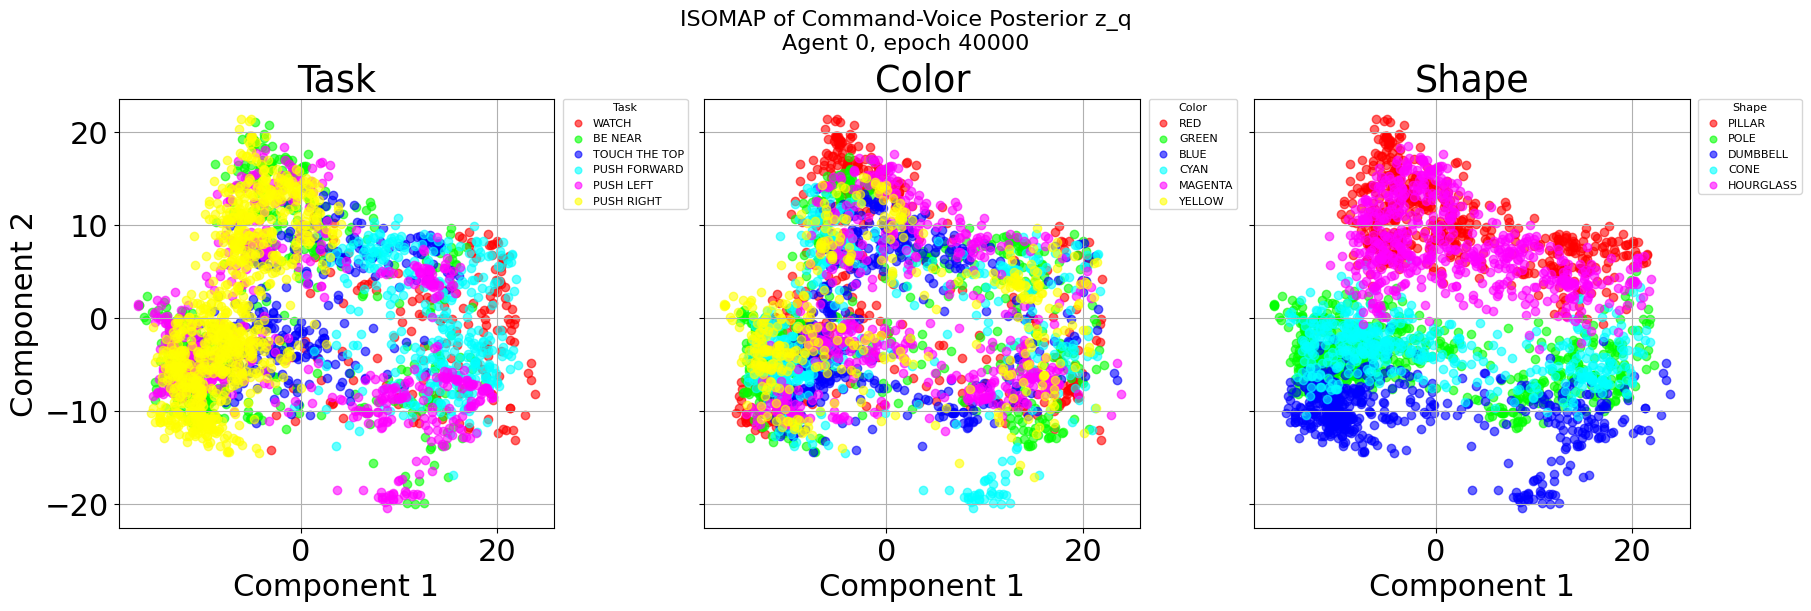 ISOMAP of Command-Voice Posterior z_q
Agent 0, epoch 40000
Task
Color
Shape
Task
WATCH
BE NEAR
TOUCH THE TOP
PUSH FORWARD
PUSH LEFT
PUSH RIGHT
Color
RED
GREEN
BLUE
CYAN
MAGENTA
YELLOW
Shape
PILLAR
POLE
DUMBBELL
CONE
HOURGLASS
Component 2
20
10
0
−10
−20
0 20
0 20
0 20
Component 1
Component 1
Component 1